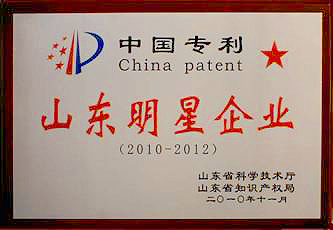 中国专利
China patent
山东明星企业
(2010-2012)
山东省科学技术厅
山东省知识产权局
二〇一〇年十一月